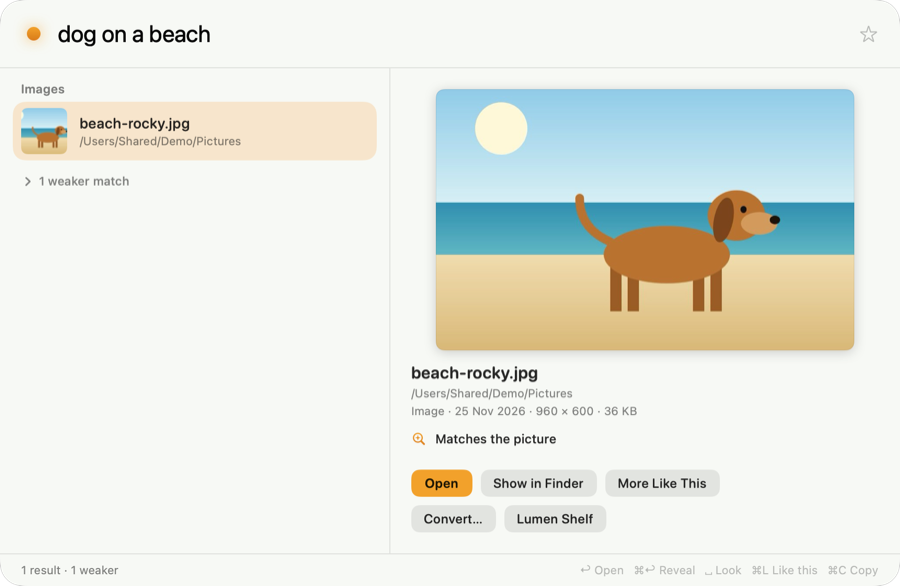 dog on a beach
Images
beach-rocky.jpg
/Users/Shared/Demo/Pictures
1 weaker match
beach-rocky.jpg
/Users/Shared/Demo/Pictures
Image · 25 Nov 2026 · 960 × 600 · 36 KB
Matches the picture
Open Show in Finder More Like This
Convert... Lumen Shelf
1 result · 1 weaker ↩ Open ⌘↩ Reveal ⎵ Look ⌘L Like this ⌘C Copy